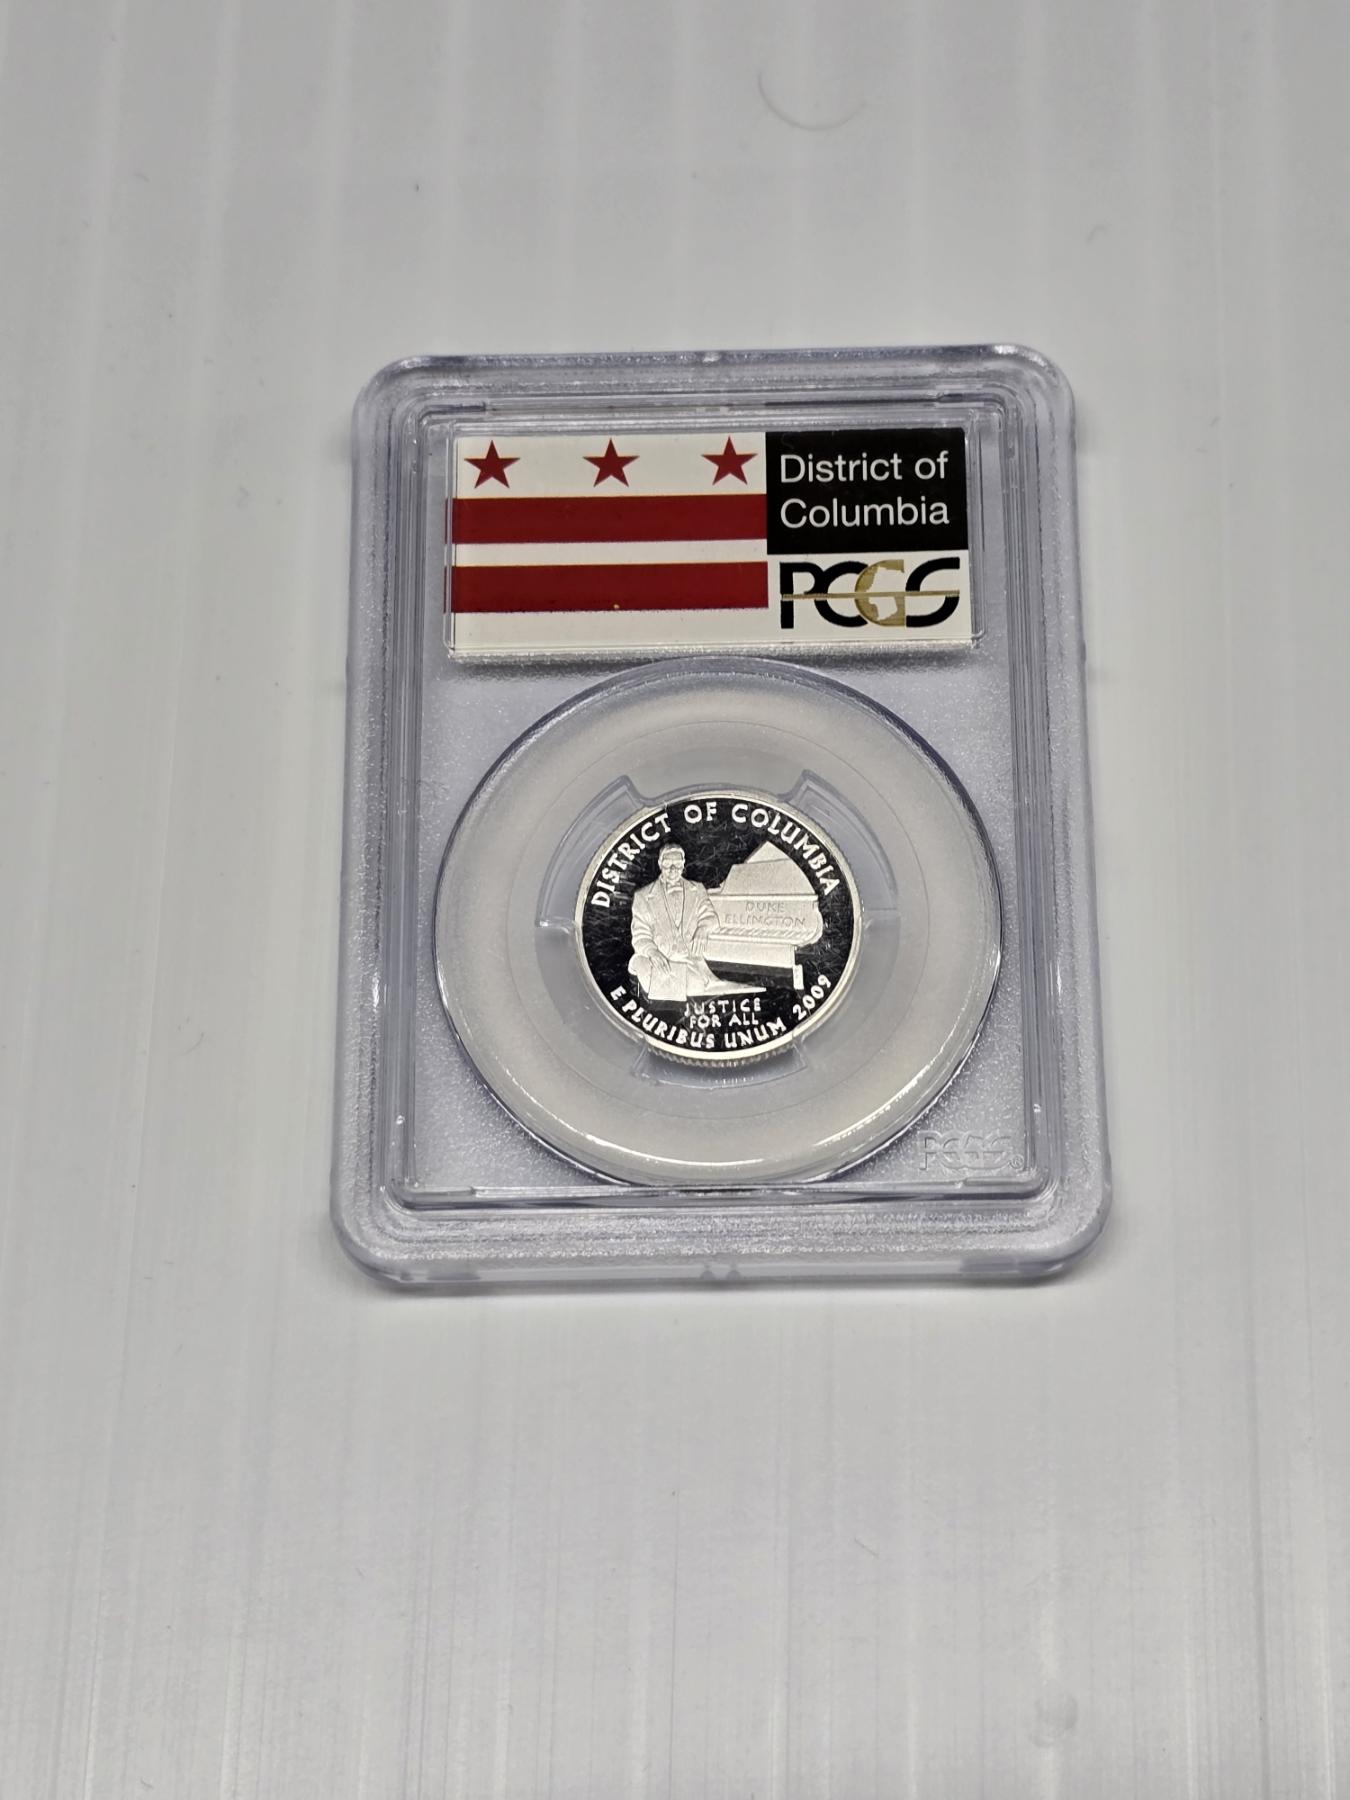 District of
Columbia
PCGS
DISTRICT OF COLUMBIA
DUKE
ELLINGTON
JUSTICE
FOR ALL
E PLURIBUS UNUM 2009
PCGS